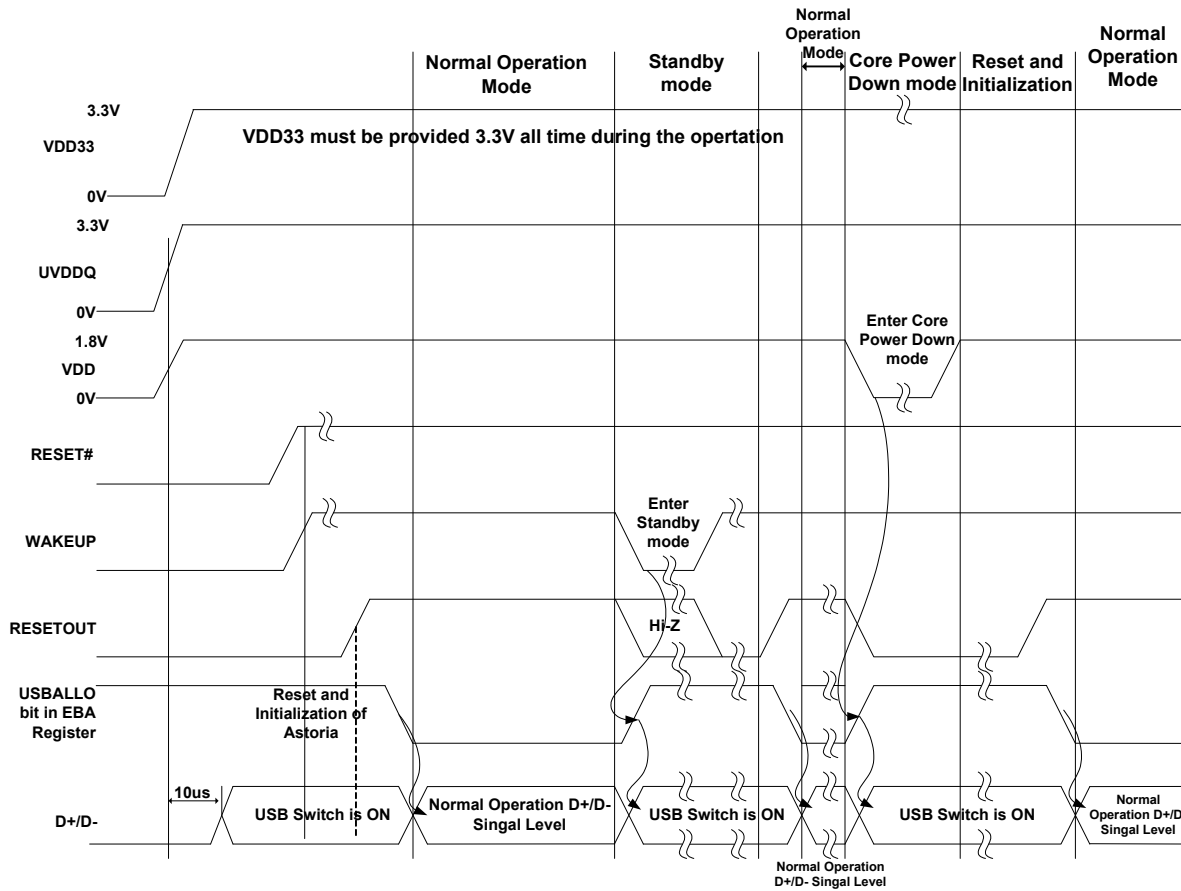 Normal
Operation
Mode
Normal Operation
Mode
Standby
mode
Core Power
Down mode
Reset and
Initialization
Normal
Operation
Mode
3.3V
VDD33
0V
VDD33 must be provided 3.3V all time during the opertation
3.3V
UVDDQ
0V
1.8V
VDD
0V
Enter Core
Power Down
mode
RESET#
WAKEUP
Enter
Standby
mode
RESETOUT
Hi-Z
USBALLO
bit in EBA
Register
Reset and
Initialization of
Astoria
10us
D+/D-
USB Switch is ON
Normal Operation D+/D-
Singal Level
USB Switch is ON
Normal Operation
D+/D- Singal Level
USB Switch is ON
Normal
Operation D+/D
Singal Level